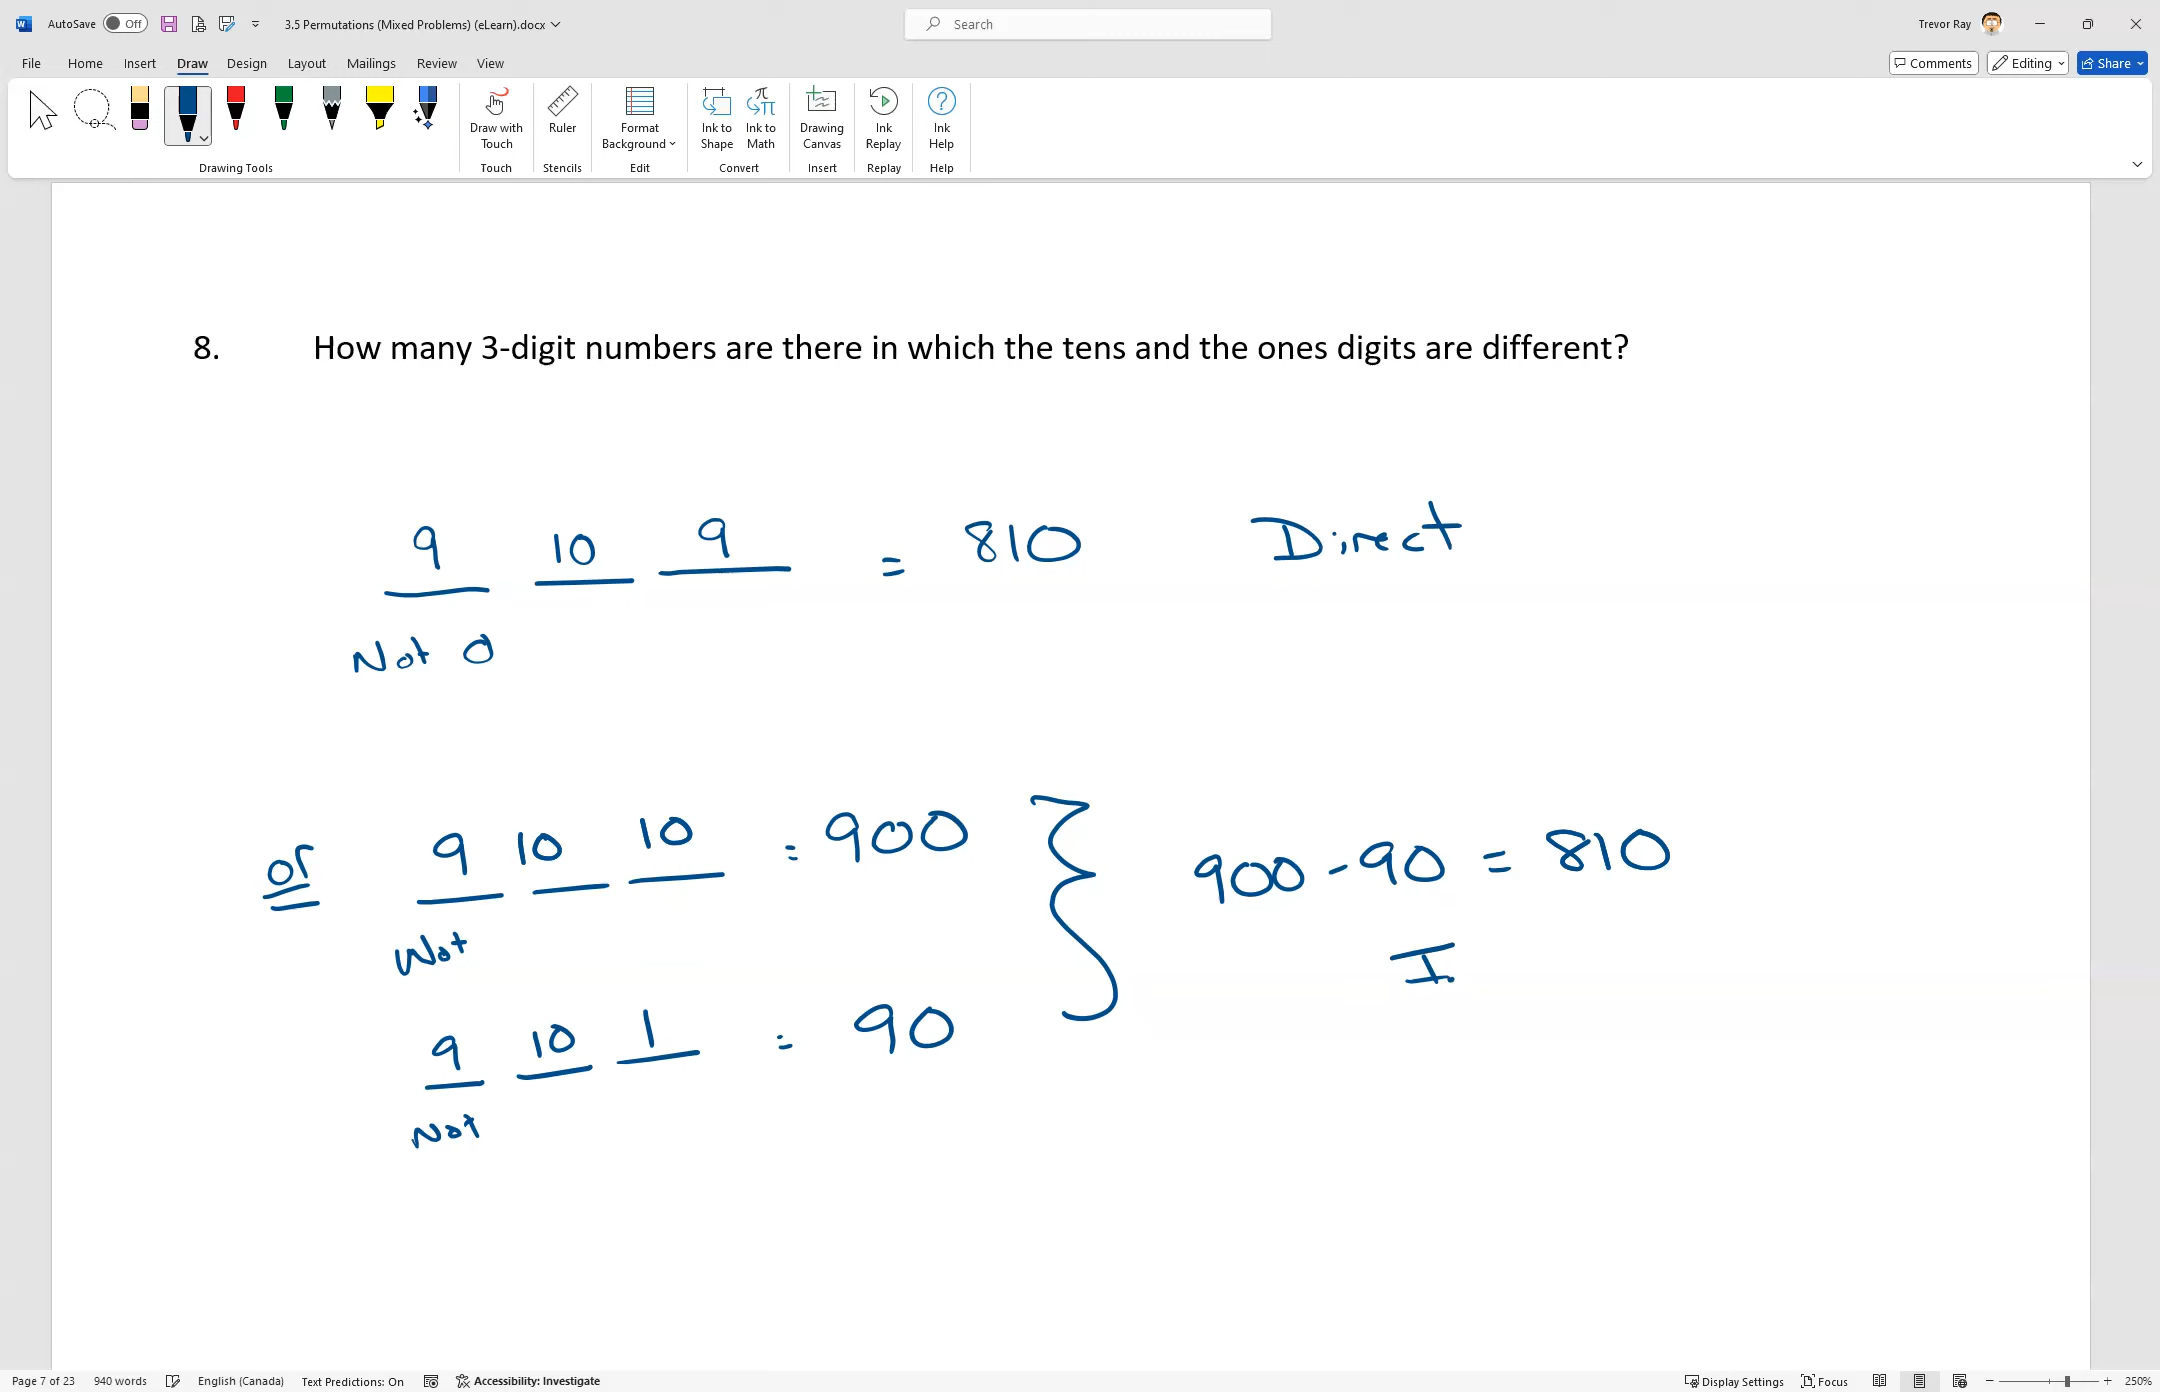 AutoSave Off 3.5 Permutations (Mixed Problems) (eLearn).docx Search Trevor Ray
File Home Insert Draw Design Layout Mailings Review View Comments Editing Share
Draw with Touch Ruler Format Background Ink to Shape Ink to Math Drawing Canvas Ink Replay Ink Help
Drawing Tools Touch Stencils Edit Convert Insert Replay Help
8. How many 3-digit numbers are there in which the tens and the ones digits are different?
9 10 9 = 810 Direct
Not 0
or 9 10 10 = 900
900 - 90 = 810
Not
I.
9 10 1 = 90
Not
Page 7 of 23 940 words English (Canada) Text Predictions: On Accessibility: Investigate Display Settings Focus 250%